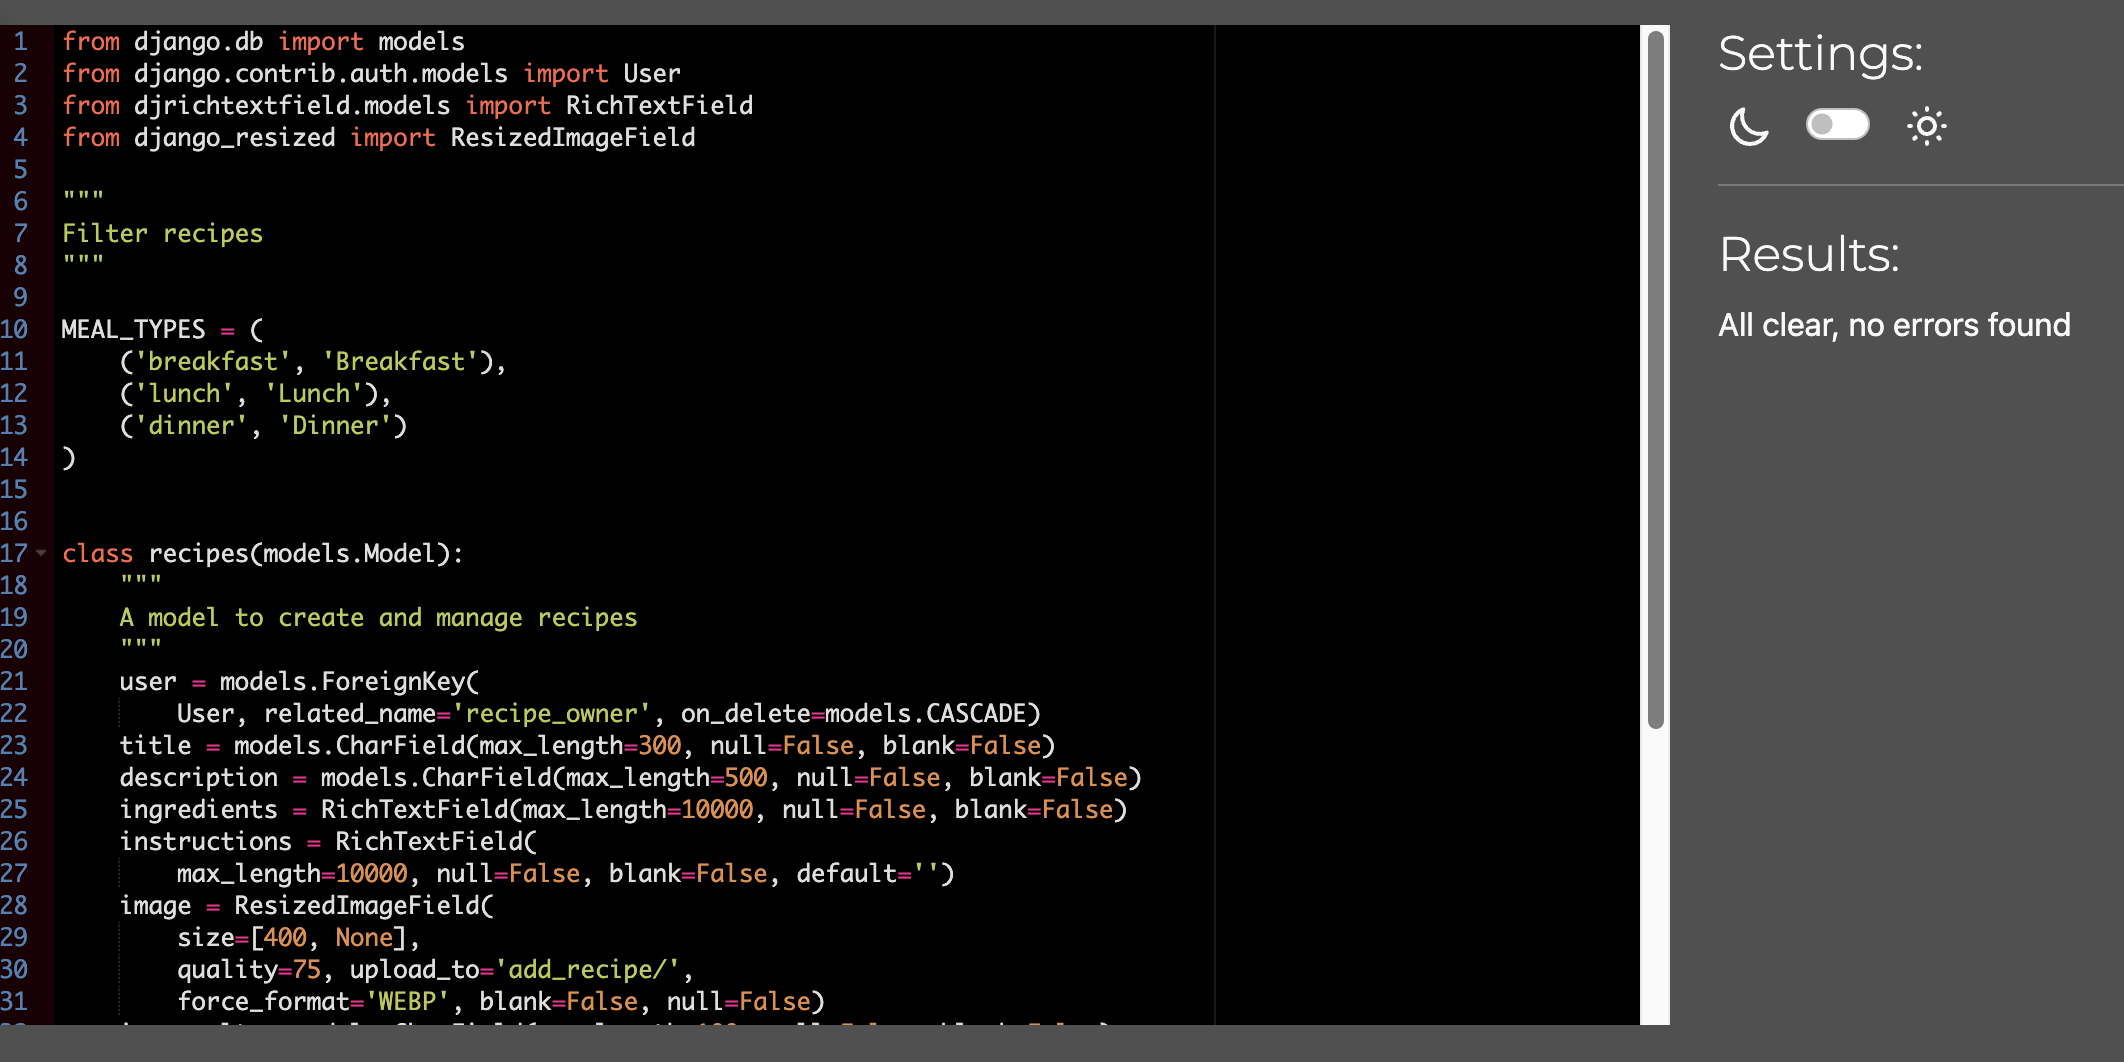 1 from django.db import models
2 from django.contrib.auth.models import User
3 from djrichtextfield.models import RichTextField
4 from django_resized import ResizedImageField
5
6 """
7 Filter recipes
8 """
9
10 MEAL_TYPES = (
11     ('breakfast', 'Breakfast'),
12     ('lunch', 'Lunch'),
13     ('dinner', 'Dinner')
14 )
15
16
17 class recipes(models.Model):
18     """
19     A model to create and manage recipes
20     """
21     user = models.ForeignKey(
22         User, related_name='recipe_owner', on_delete=models.CASCADE)
23     title = models.CharField(max_length=300, null=False, blank=False)
24     description = models.CharField(max_length=500, null=False, blank=False)
25     ingredients = RichTextField(max_length=10000, null=False, blank=False)
26     instructions = RichTextField(
27         max_length=10000, null=False, blank=False, default='')
28     image = ResizedImageField(
29         size=[400, None],
30         quality=75, upload_to='add_recipe/',
31         force_format='WEBP', blank=False, null=False)
Settings:
Results:
All clear, no errors found